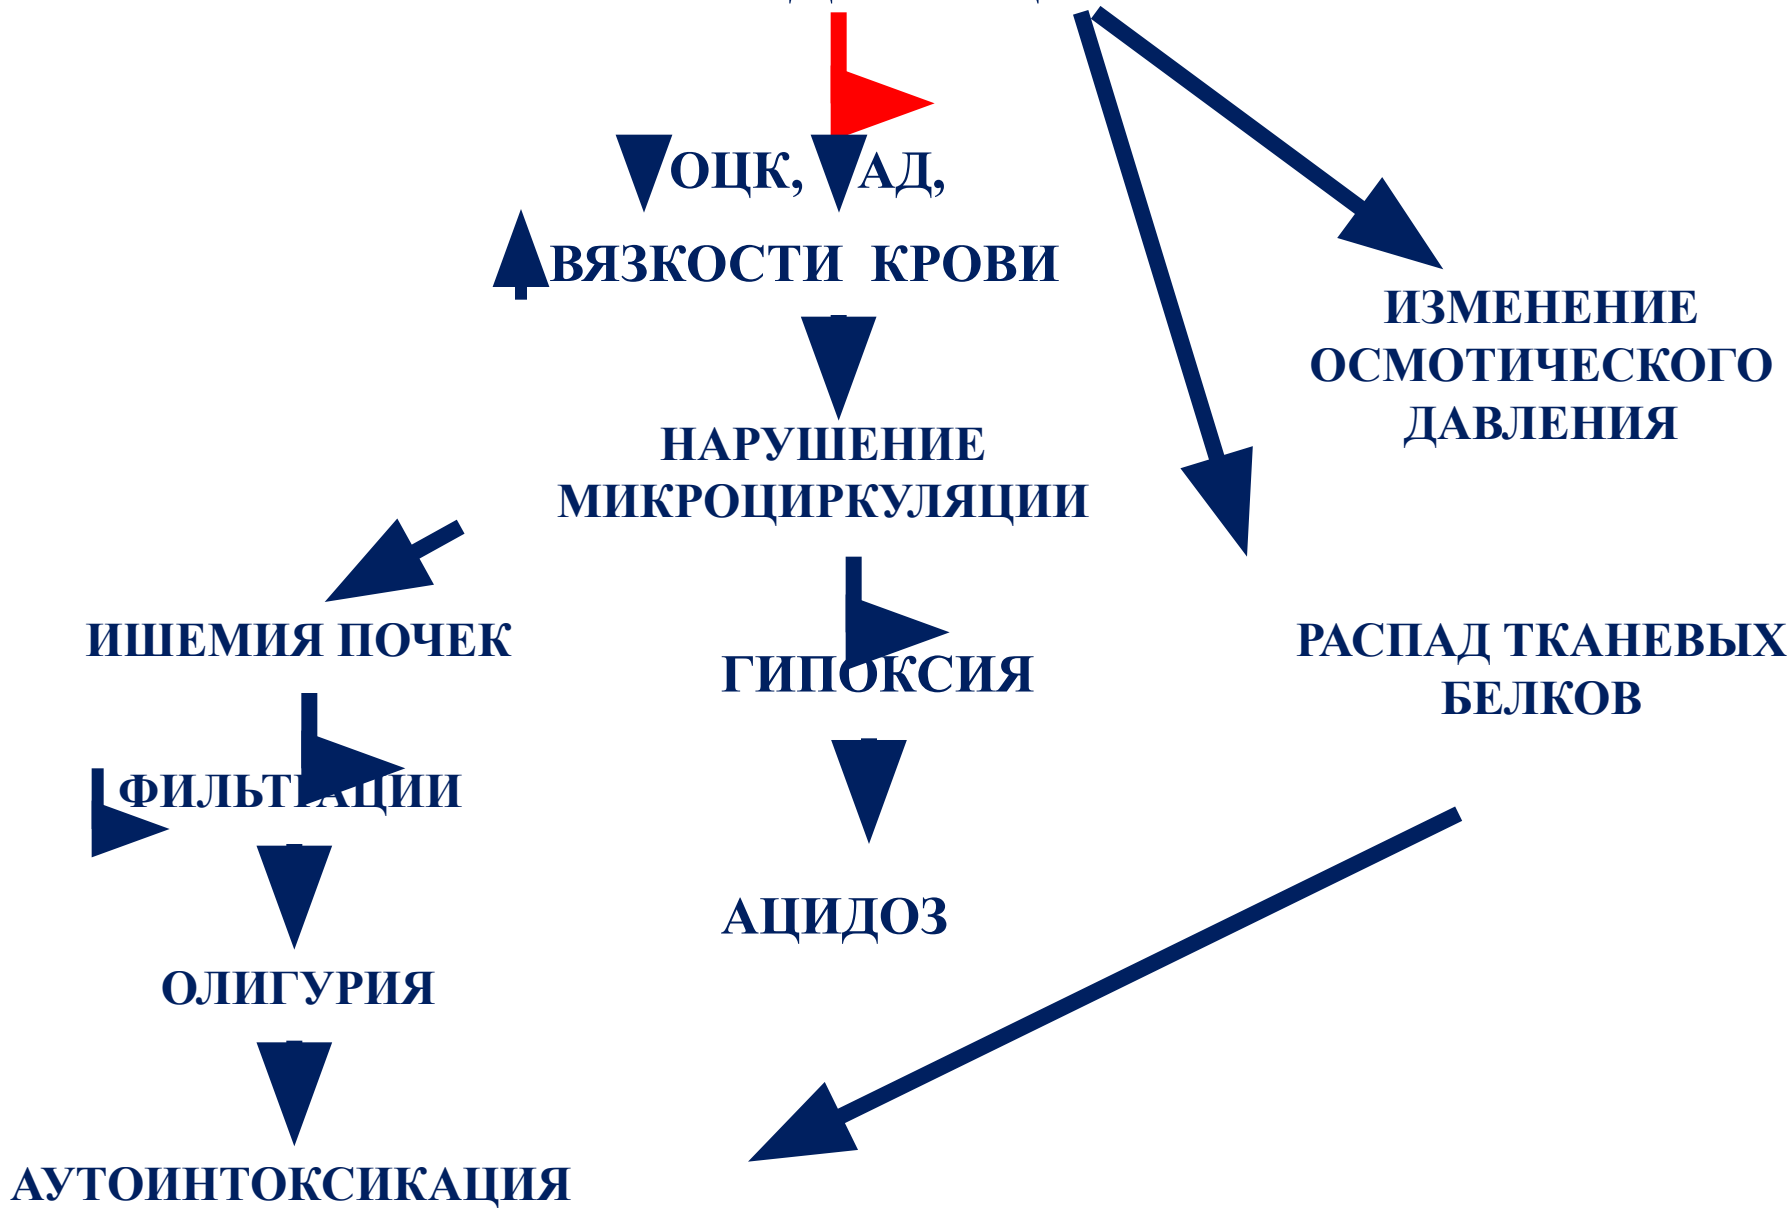 ОЦК, АД,
ВЯЗКОСТИ КРОВИ
ИЗМЕНЕНИЕ
ОСМОТИЧЕСКОГО
ДАВЛЕНИЯ
НАРУШЕНИЕ
МИКРОЦИРКУЛЯЦИИ
ИШЕМИЯ ПОЧЕК
ГИПОКСИЯ
РАСПАД ТКАНЕВЫХ
БЕЛКОВ
ФИЛЬТРАЦИИ
АЦИДОЗ
ОЛИГУРИЯ
АУТОИНТОКСИКАЦИЯ